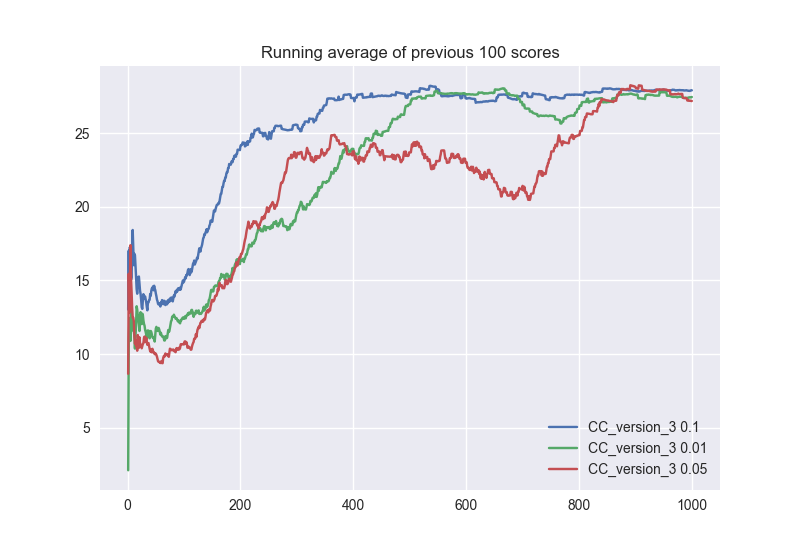 Running average of previous 100 scores
25
20
15
10
5
CC_version_3 0.1
CC_version_3 0.01
CC_version_3 0.05
0 200 400 600 800 1000